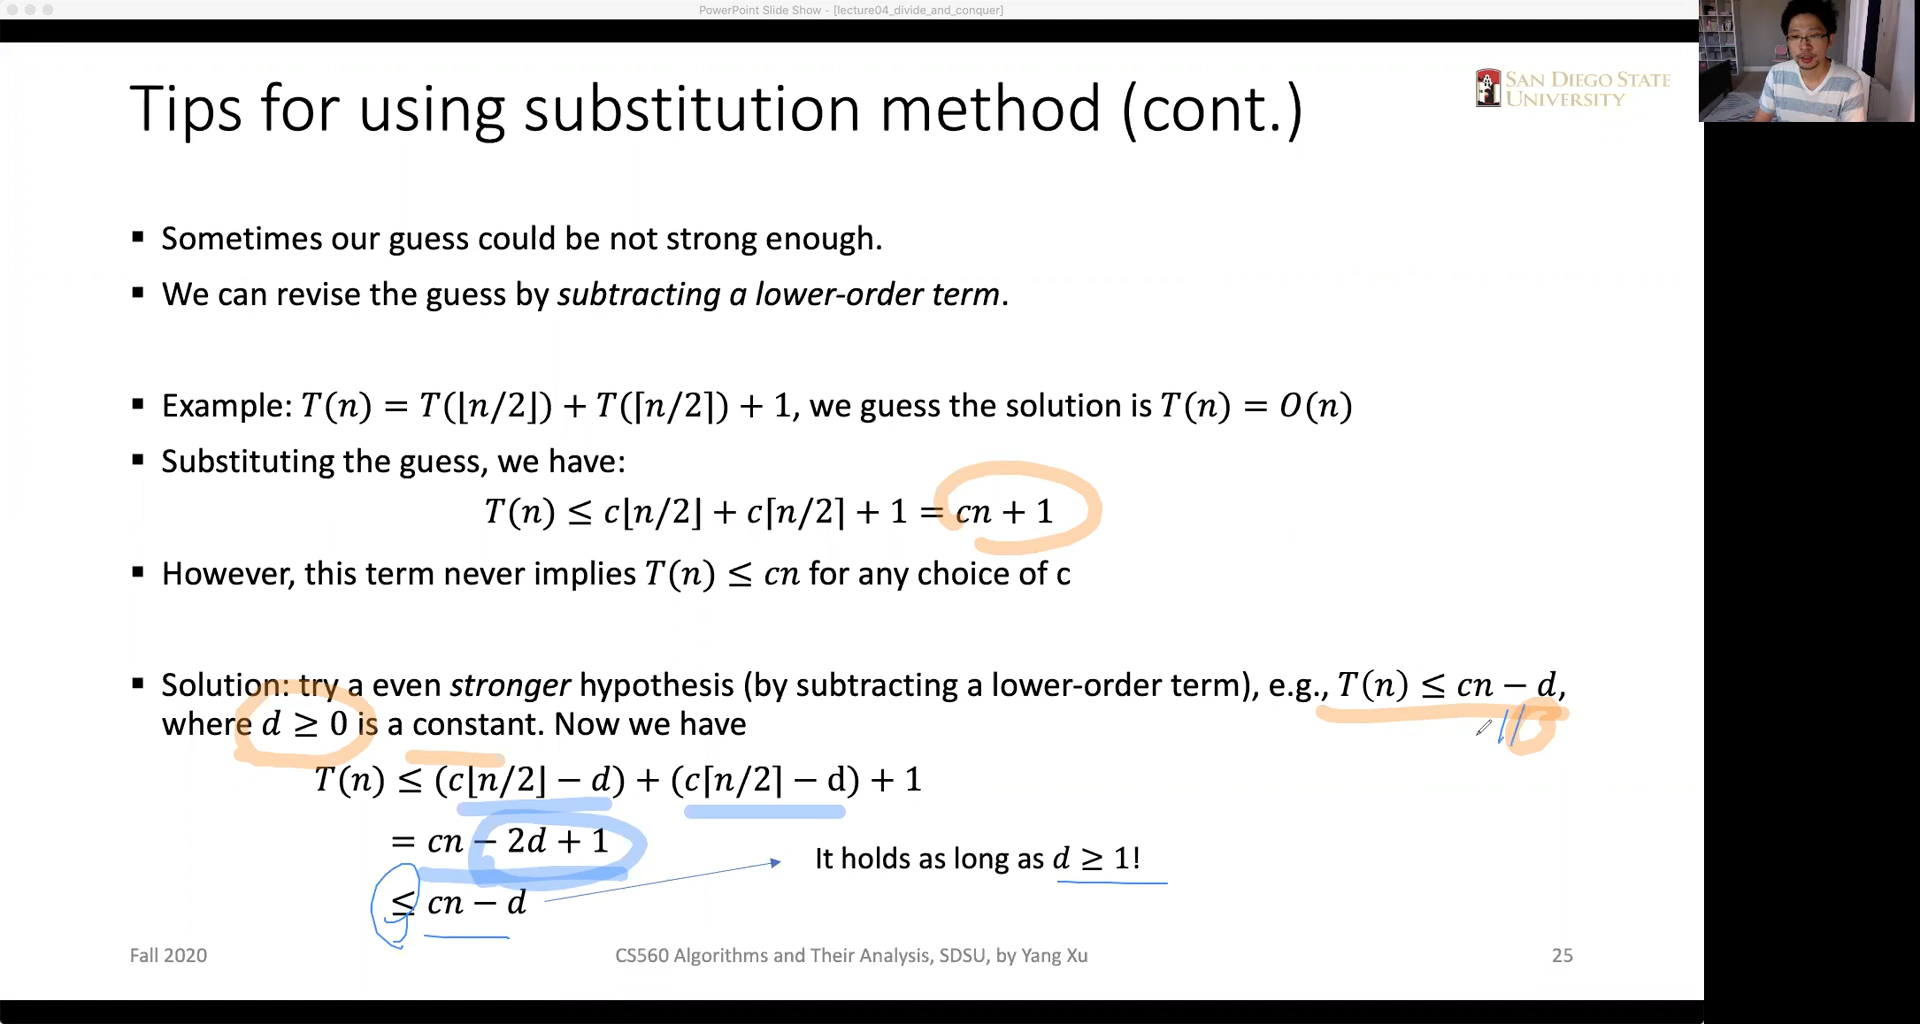 PowerPoint Slide Show - [lecture04_divide_and_conquer]
Tips for using substitution method (cont.)
SAN DIEGO STATE
UNIVERSITY
▪ Sometimes our guess could be not strong enough.
▪ We can revise the guess by subtracting a lower-order term.
▪ Example: T(n) = T(⌊n/2⌋) + T(⌈n/2⌉) + 1, we guess the solution is T(n) = O(n)
▪ Substituting the guess, we have:
T(n) ≤ c⌊n/2⌋ + c⌈n/2⌉ + 1 = cn + 1
▪ However, this term never implies T(n) ≤ cn for any choice of c
▪ Solution: try a even stronger hypothesis (by subtracting a lower-order term), e.g., T(n) ≤ cn − d,
where d ≥ 0 is a constant. Now we have
T(n) ≤ (c⌊n/2⌋ − d) + (c⌈n/2⌉ − d) + 1
= cn − 2d + 1
It holds as long as d ≥ 1!
≤ cn − d
Fall 2020
CS560 Algorithms and Their Analysis, SDSU, by Yang Xu
25